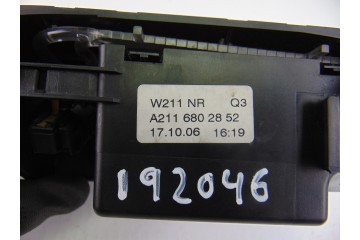 W211 NR Q3
A211 680 28 52
17.10.06 16:19
192046